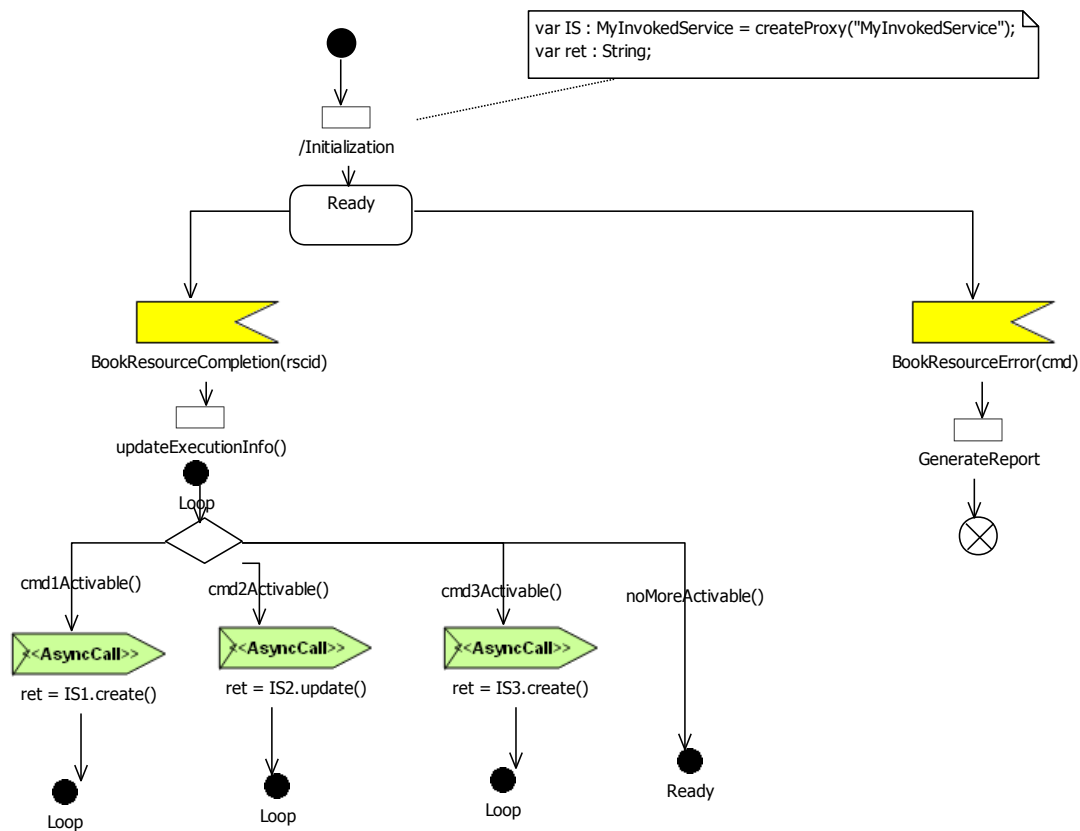 var IS : MyInvokedService = createProxy("MyInvokedService");
var ret : String;
/Initialization
Ready
BookResourceCompletion(rscid)
BookResourceError(cmd)
updateExecutionInfo()
GenerateReport
Loop
cmd1Activable()
cmd2Activable()
cmd3Activable()
noMoreActivable()
<<AsyncCall>>
<<AsyncCall>>
<<AsyncCall>>
ret = IS1.create()
ret = IS2.update()
ret = IS3.create()
Ready
Loop
Loop
Loop